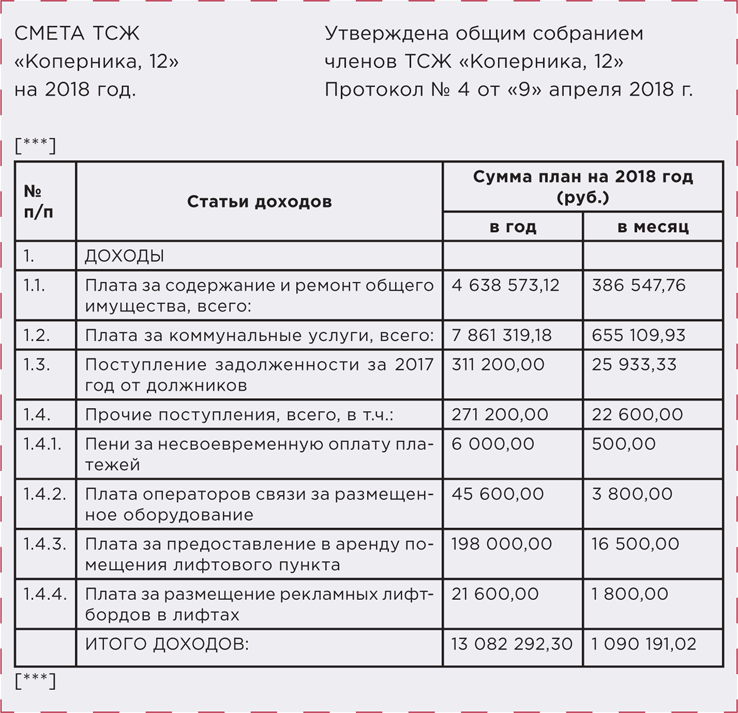 СМЕТА ТСЖ
«Коперника, 12»
на 2018 год.
Утверждена общим собранием
членов ТСЖ «Коперника, 12»
Протокол № 4 от «9» апреля 2018 г.
[***]
№ п/п Статьи доходов Сумма план на 2018 год (руб.)
в год в месяц
1. ДОХОДЫ
1.1. Плата за содержание и ремонт общего 4 638 573,12 386 547,76
имущества, всего:
1.2. Плата за коммунальные услуги, всего: 7 861 319,18 655 109,93
1.3. Поступление задолженности за 2017 311 200,00 25 933,33
год от должников
1.4. Прочие поступления, всего, в т.ч.: 271 200,00 22 600,00
1.4.1. Пени за несвоевременную оплату пла- 6 000,00 500,00
тежей
1.4.2. Плата операторов связи за размещен- 45 600,00 3 800,00
ное оборудование
1.4.3. Плата за предоставление в аренду по- 198 000,00 16 500,00
мещения лифтового пункта
1.4.4. Плата за размещение рекламных лифт- 21 600,00 1 800,00
бордов в лифтах
ИТОГО ДОХОДОВ: 13 082 292,30 1 090 191,02
[***]